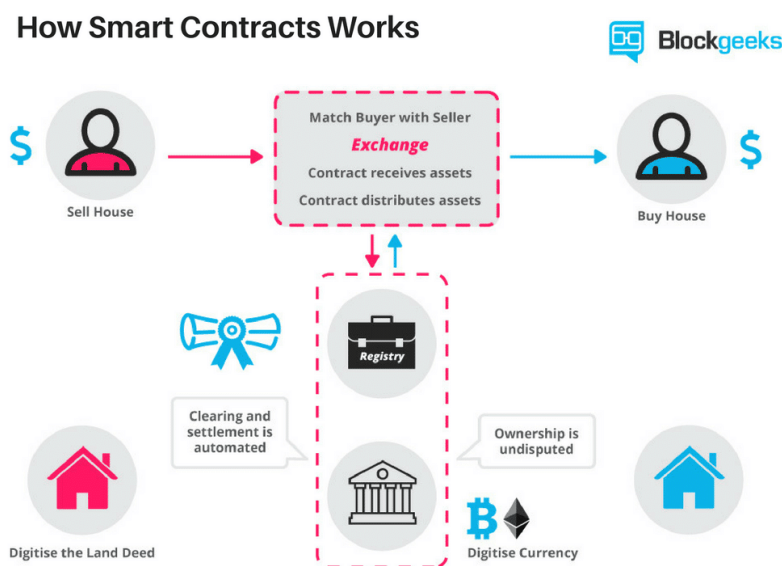 How Smart Contracts Works
Blockgeeks
Match Buyer with Seller
Exchange
Contract receives assets
Contract distributes assets
$
$
Sell House
Buy House
Registry
Clearing and
settlement is
automated
Ownership is
undisputed
Digitise the Land Deed
Digitise Currency